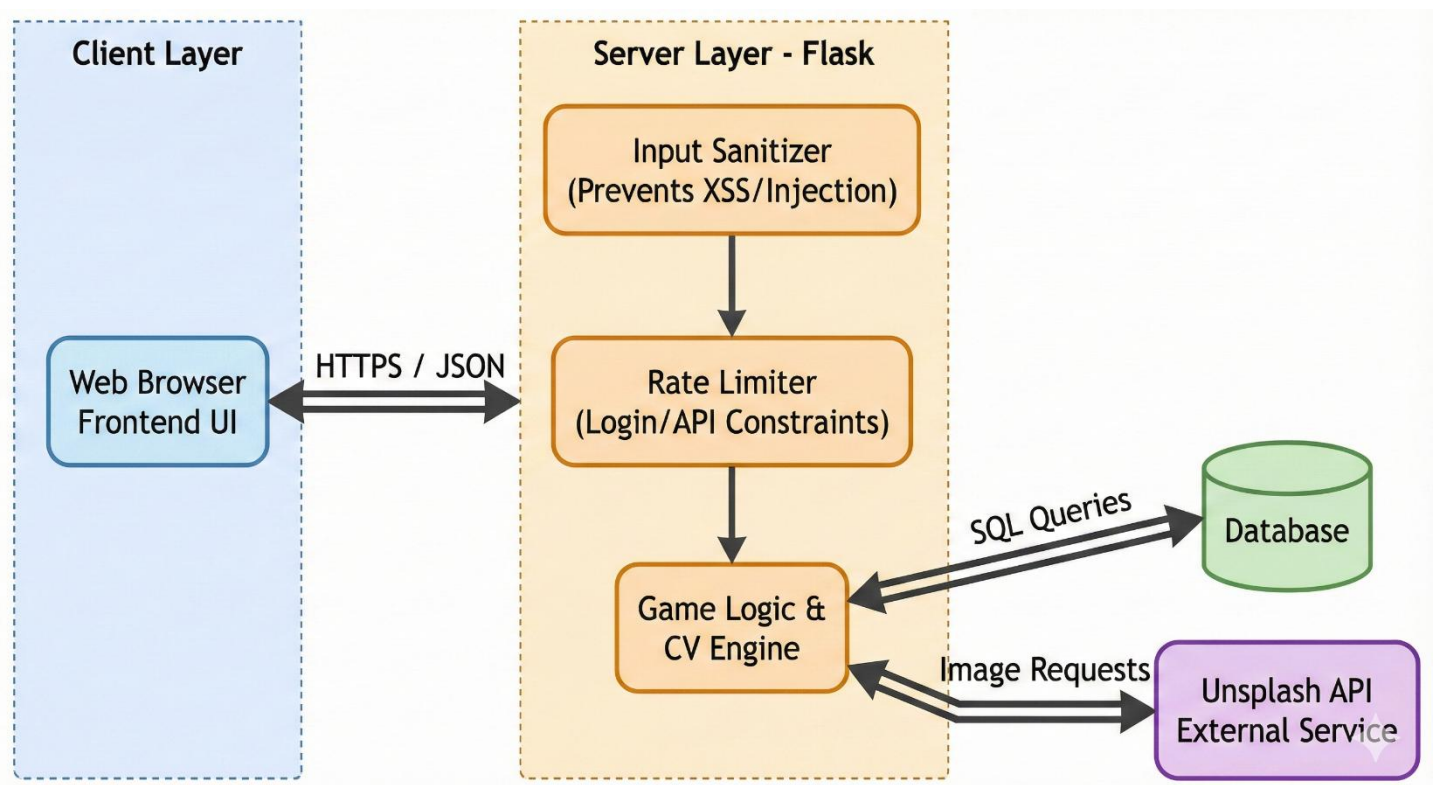 Client Layer
Server Layer - Flask
Input Sanitizer
(Prevents XSS/Injection)
Web Browser
Frontend UI
HTTPS / JSON
Rate Limiter
(Login/API Constraints)
SQL Queries
Database
Game Logic &
CV Engine
Image Requests
Unsplash API
External Service